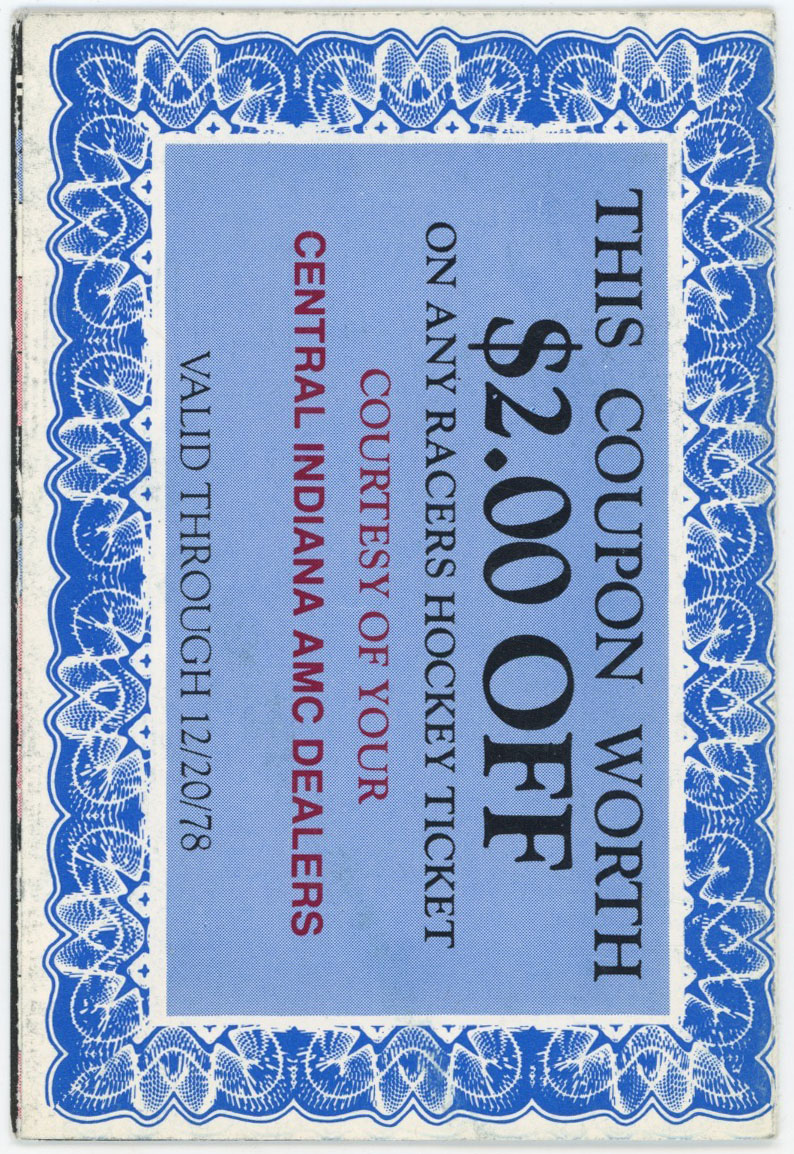 THIS COUPON WORTH
$2.00 OFF
ON ANY RACERS HOCKEY TICKET
COURTESY OF YOUR
CENTRAL INDIANA AMC DEALERS
VALID THROUGH 12/20/78